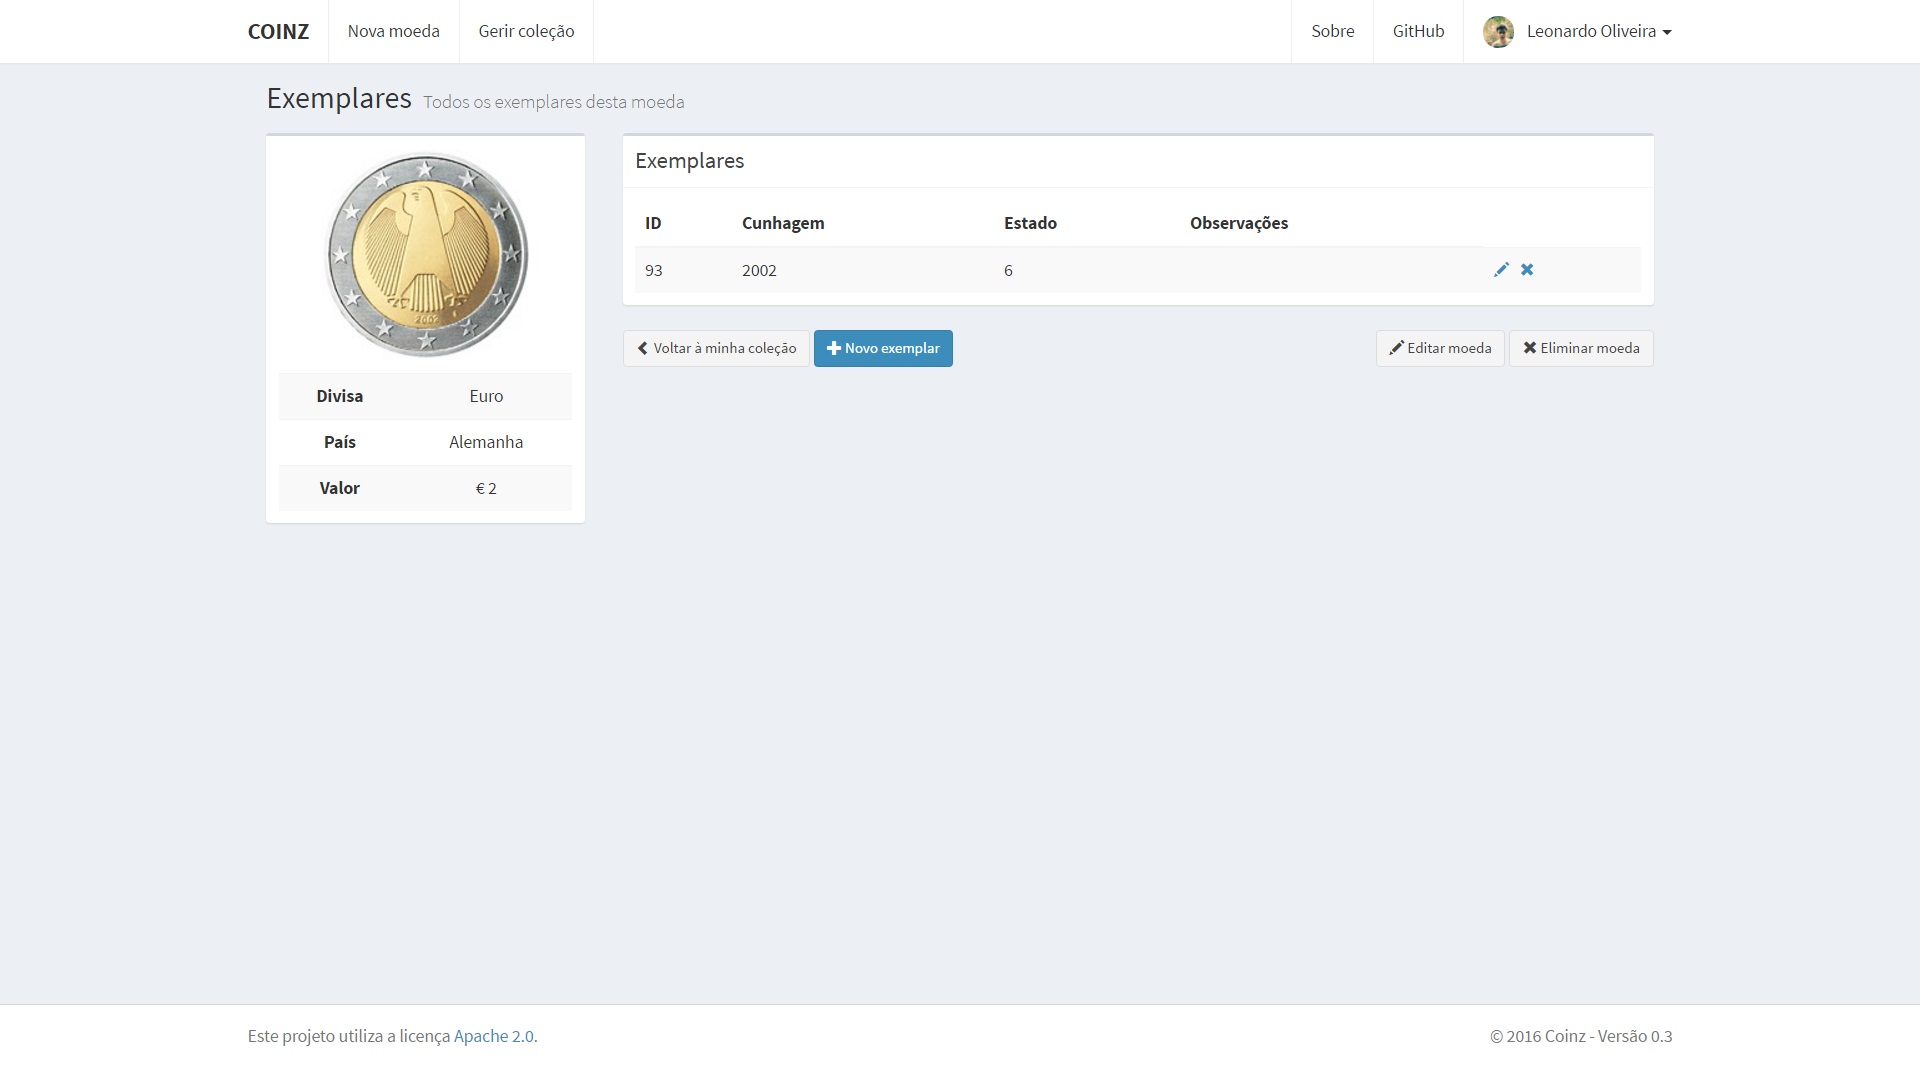 COINZ Nova moeda Gerir coleção Sobre GitHub Leonardo Oliveira
Exemplares Todos os exemplares desta moeda
2002
Divisa Euro
País Alemanha
Valor € 2
Exemplares
ID Cunhagem Estado Observações
93 2002 6
Voltar à minha coleção Novo exemplar Editar moeda Eliminar moeda
Este projeto utiliza a licença Apache 2.0. © 2016 Coinz - Versão 0.3